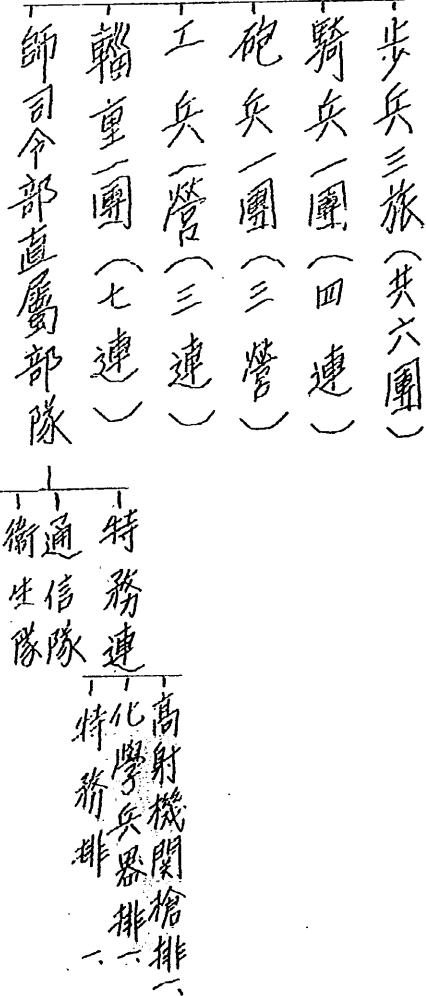 步兵三旅(共六團)
騎兵一團(四連)
砲兵一團(三營)
工兵一營(三連)
輜重一團(七連)
師司令部直屬部隊
特務連
通信隊
衛生隊
高射機関槍排一、
化學兵器排一、
特務排一、